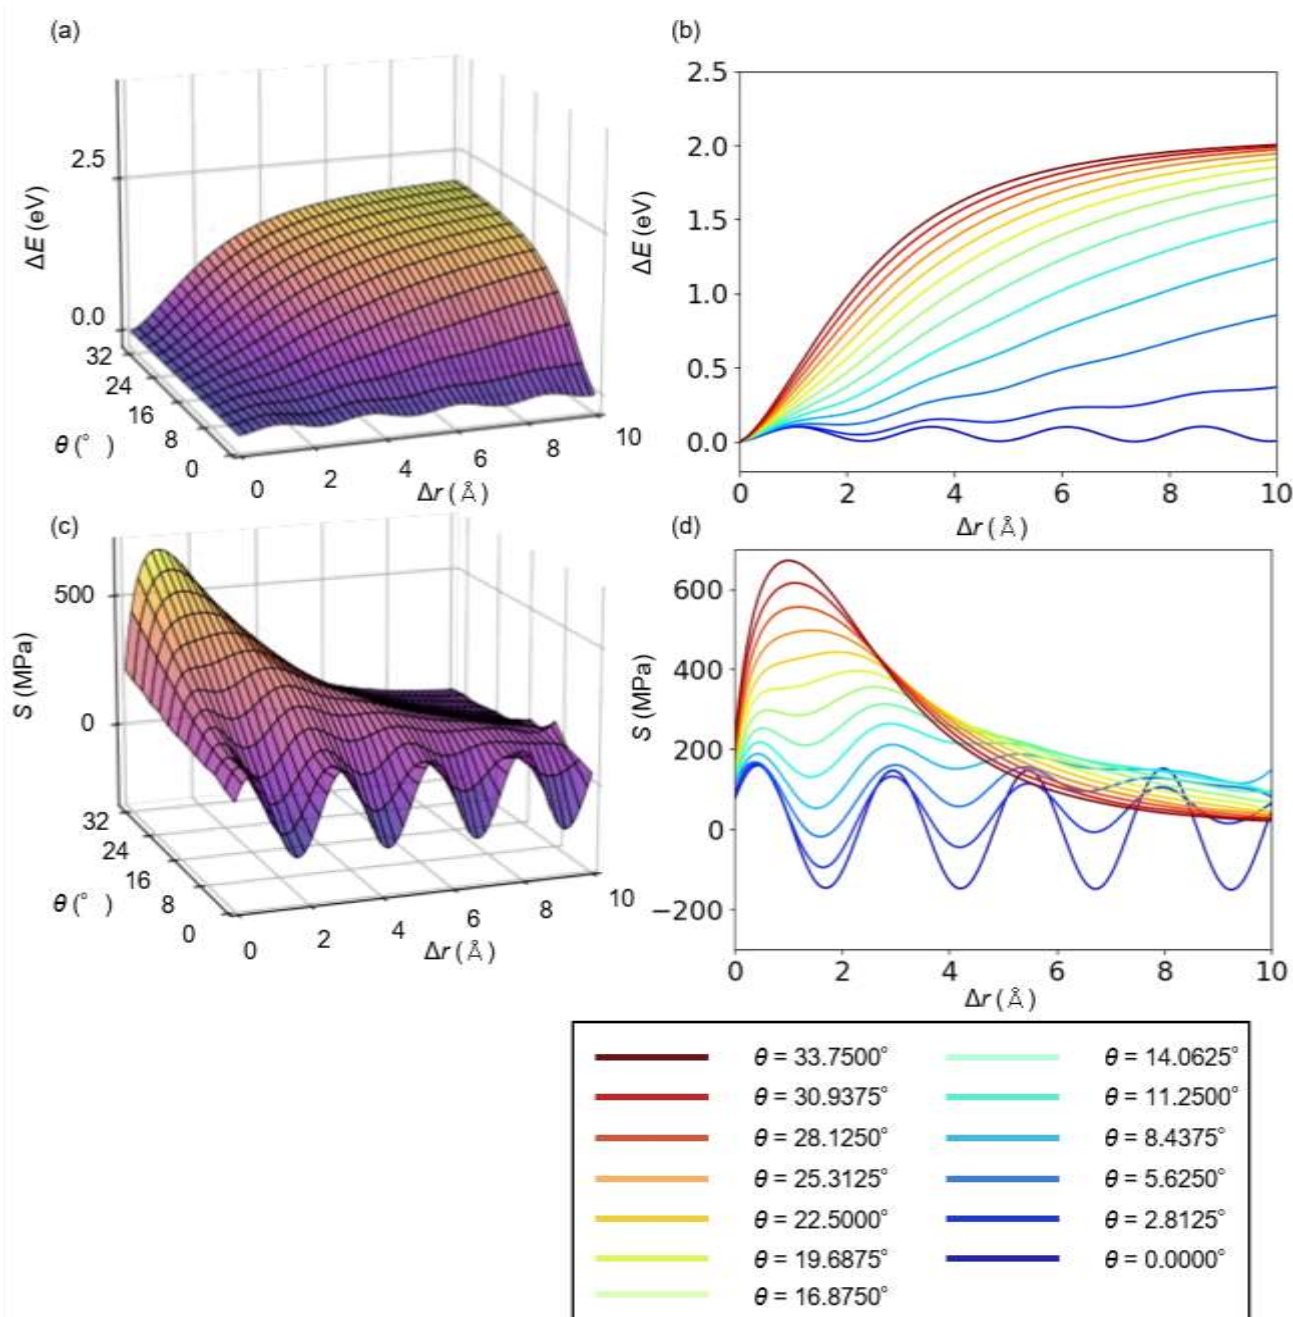 (a)
2.5
ΔE (eV)
0.0
32
24
16
8
0
θ (°)
0
2
4
6
8
10
Δr (Å)
(b)
2.5
2.0
1.5
1.0
0.5
0.0
ΔE (eV)
0 2 4 6 8 10
Δr (Å)
(c)
500
0
S (MPa)
32
24
16
8
0
θ (°)
0
2
4
6
8
10
Δr (Å)
(d)
600
400
200
0
−200
S (MPa)
0 2 4 6 8 10
Δr (Å)
θ = 33.7500°
θ = 30.9375°
θ = 28.1250°
θ = 25.3125°
θ = 22.5000°
θ = 19.6875°
θ = 16.8750°
θ = 14.0625°
θ = 11.2500°
θ = 8.4375°
θ = 5.6250°
θ = 2.8125°
θ = 0.0000°